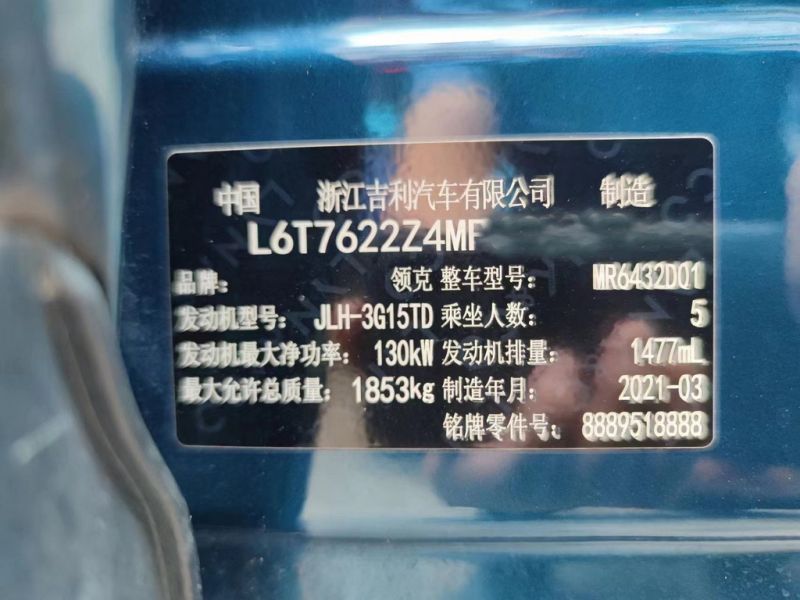 中国 浙江吉利汽车有限公司 制造
L6T7622Z4MF
品牌： 领克 整车型号： MR6432D01
发动机型号： JLH-3G15TD 乘坐人数： 5
发动机最大净功率： 130kW 发动机排量： 1477mL
最大允许总质量： 1853kg 制造年月： 2021-03
铭牌零件号： 8889518888